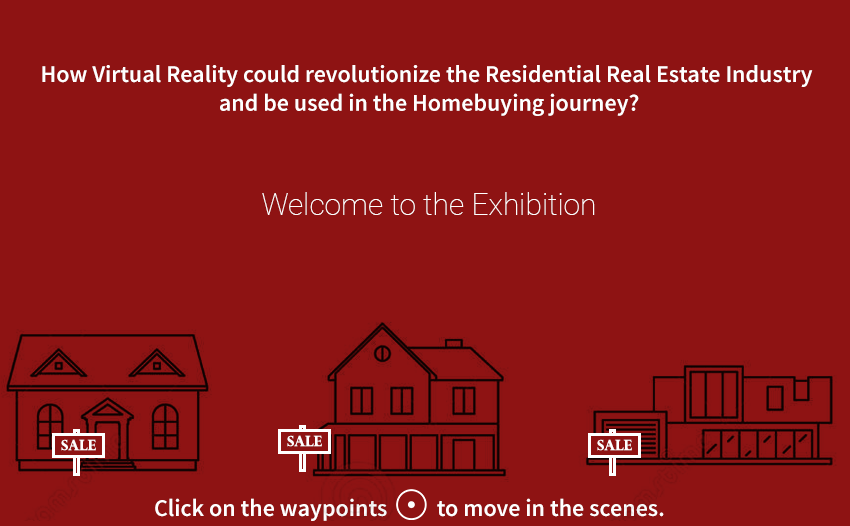 How Virtual Reality could revolutionize the Residential Real Estate Industry
and be used in the Homebuying journey?
Welcome to the Exhibition
SALE
SALE
SALE
Click on the waypoints to move in the scenes.